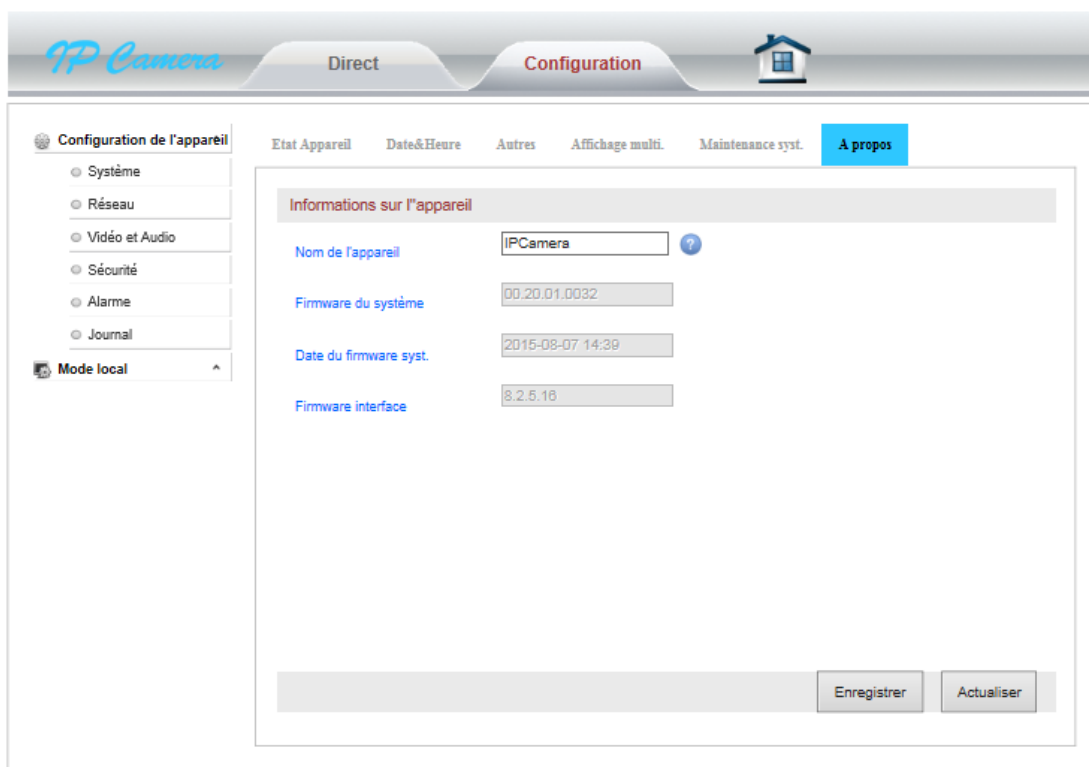 IP Camera
Direct
Configuration
Configuration de l'appareil
Système
Réseau
Vidéo et Audio
Sécurité
Alarme
Journal
Mode local
Etat Appareil Date&Heure Autres Affichage multi. Maintenance syst. A propos
Informations sur l''appareil
Nom de l'appareil IPCamera ?
Firmware du système 00.20.01.0032
Date du firmware syst. 2015-08-07 14:39
Firmware interface 8.2.5.16
Enregistrer Actualiser